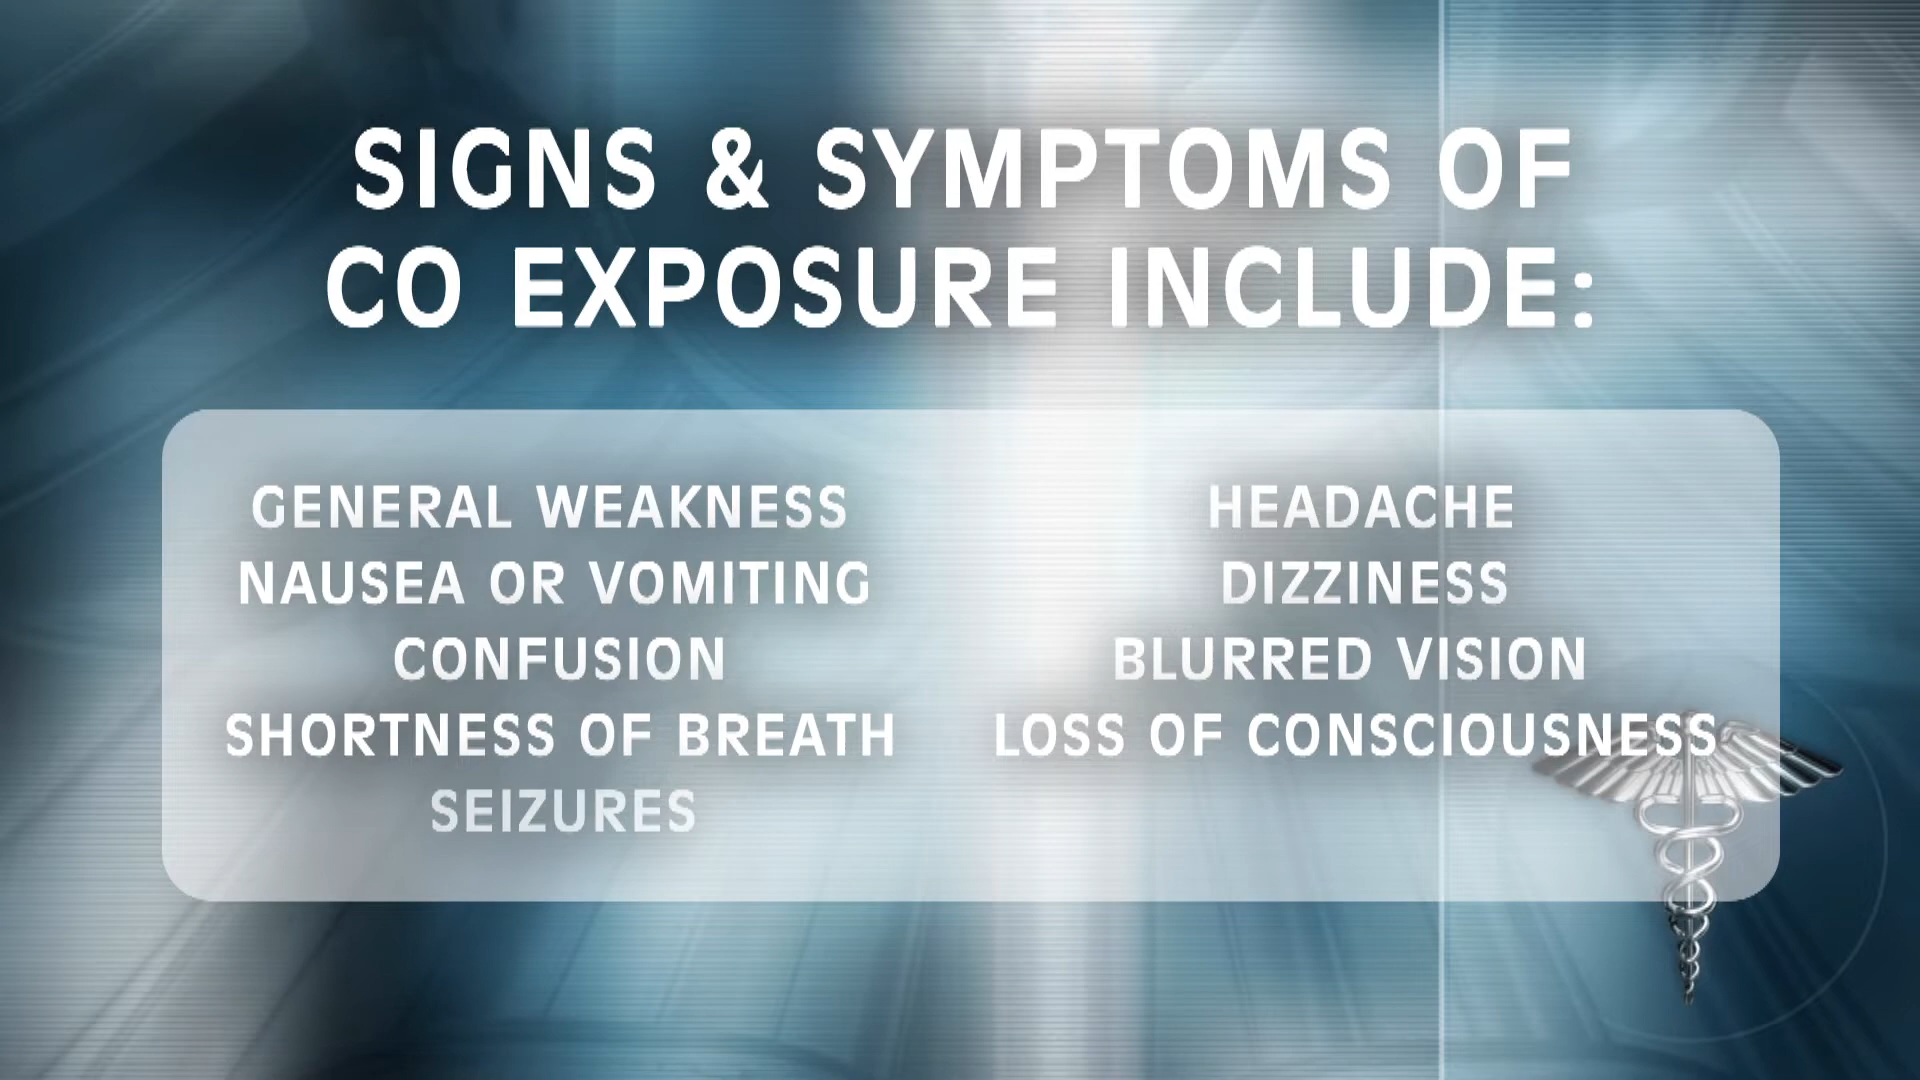 SIGNS & SYMPTOMS OF
CO EXPOSURE INCLUDE:
GENERAL WEAKNESS
NAUSEA OR VOMITING
CONFUSION
SHORTNESS OF BREATH
SEIZURES
HEADACHE
DIZZINESS
BLURRED VISION
LOSS OF CONSCIOUSNESS